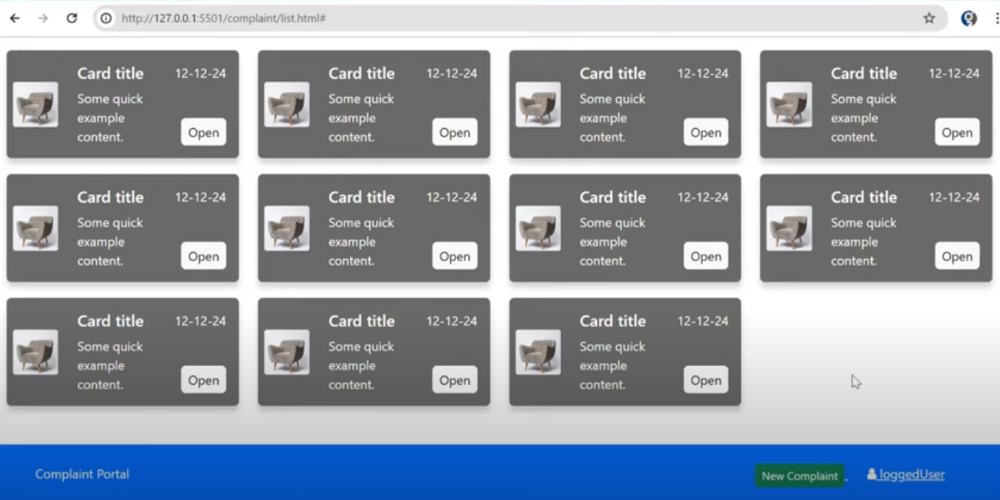 http://127.0.0.1:5501/complaint/list.html#
Card title 12-12-24
Some quick
example
content.
Open
Card title 12-12-24
Some quick
example
content.
Open
Card title 12-12-24
Some quick
example
content.
Open
Card title 12-12-24
Some quick
example
content.
Open
Card title 12-12-24
Some quick
example
content.
Open
Card title 12-12-24
Some quick
example
content.
Open
Card title 12-12-24
Some quick
example
content.
Open
Card title 12-12-24
Some quick
example
content.
Open
Card title 12-12-24
Some quick
example
content.
Open
Card title 12-12-24
Some quick
example
content.
Open
Card title 12-12-24
Some quick
example
content.
Open
Complaint Portal
New Complaint
loggedUser